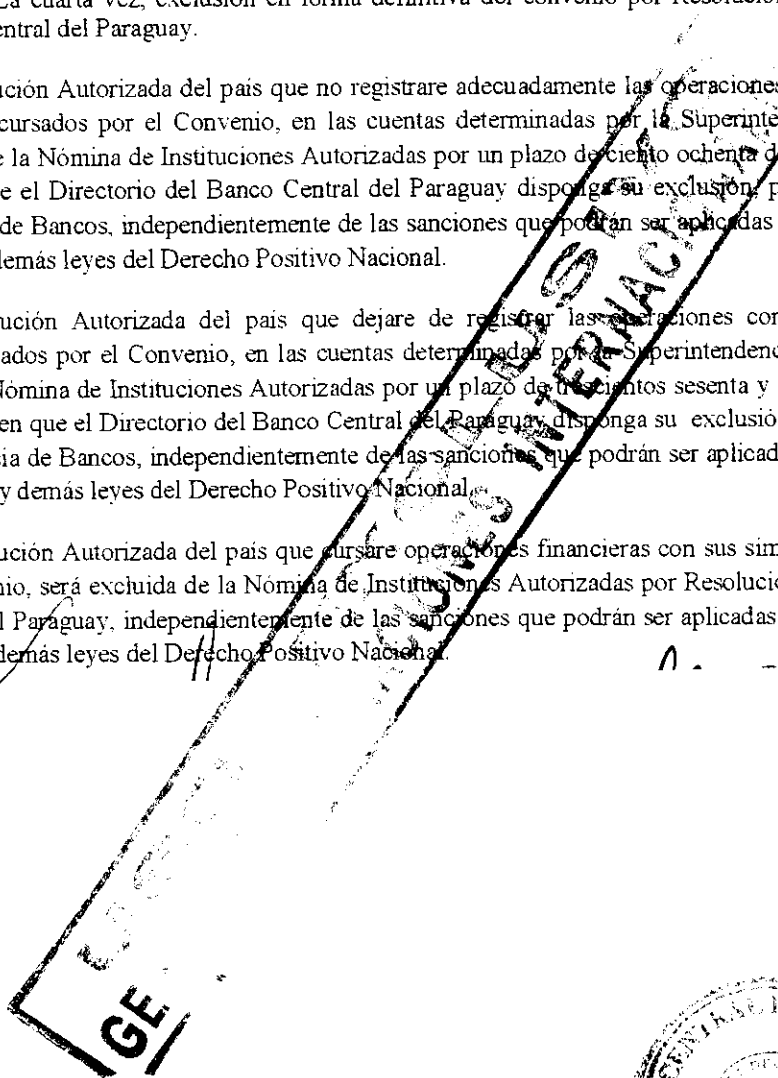 La cuarta vez, exclusión en forma definitiva del convenio por Resolución
entral del Paraguay.
ución Autorizada del país que no registrare adecuadamente las operaciones
cursados por el Convenio, en las cuentas determinadas por la Superinte
e la Nómina de Instituciones Autorizadas por un plazo de ciento ochenta d
e el Directorio del Banco Central del Paraguay disponga su exclusión, p
de Bancos, independientemente de las sanciones que podrán ser aplicadas
demás leyes del Derecho Positivo Nacional.
ución Autorizada del país que dejare de registrar las operaciones con
ados por el Convenio, en las cuentas determinadas por la Superintendenc
Nómina de Instituciones Autorizadas por un plazo de trescientos sesenta y
en que el Directorio del Banco Central del Paraguay disponga su exclusió
ia de Bancos, independientemente de las sanciones que podrán ser aplicad
y demás leyes del Derecho Positivo Nacional.
ución Autorizada del país que cursare operaciones financieras con sus sim
nio, será excluida de la Nómina de Instituciones Autorizadas por Resolució
l Paraguay, independientemente de las sanciones que podrán ser aplicadas
demás leyes del Derecho Positivo Nacional.
CIONES INTERNACIONA
GE
CENTRAL